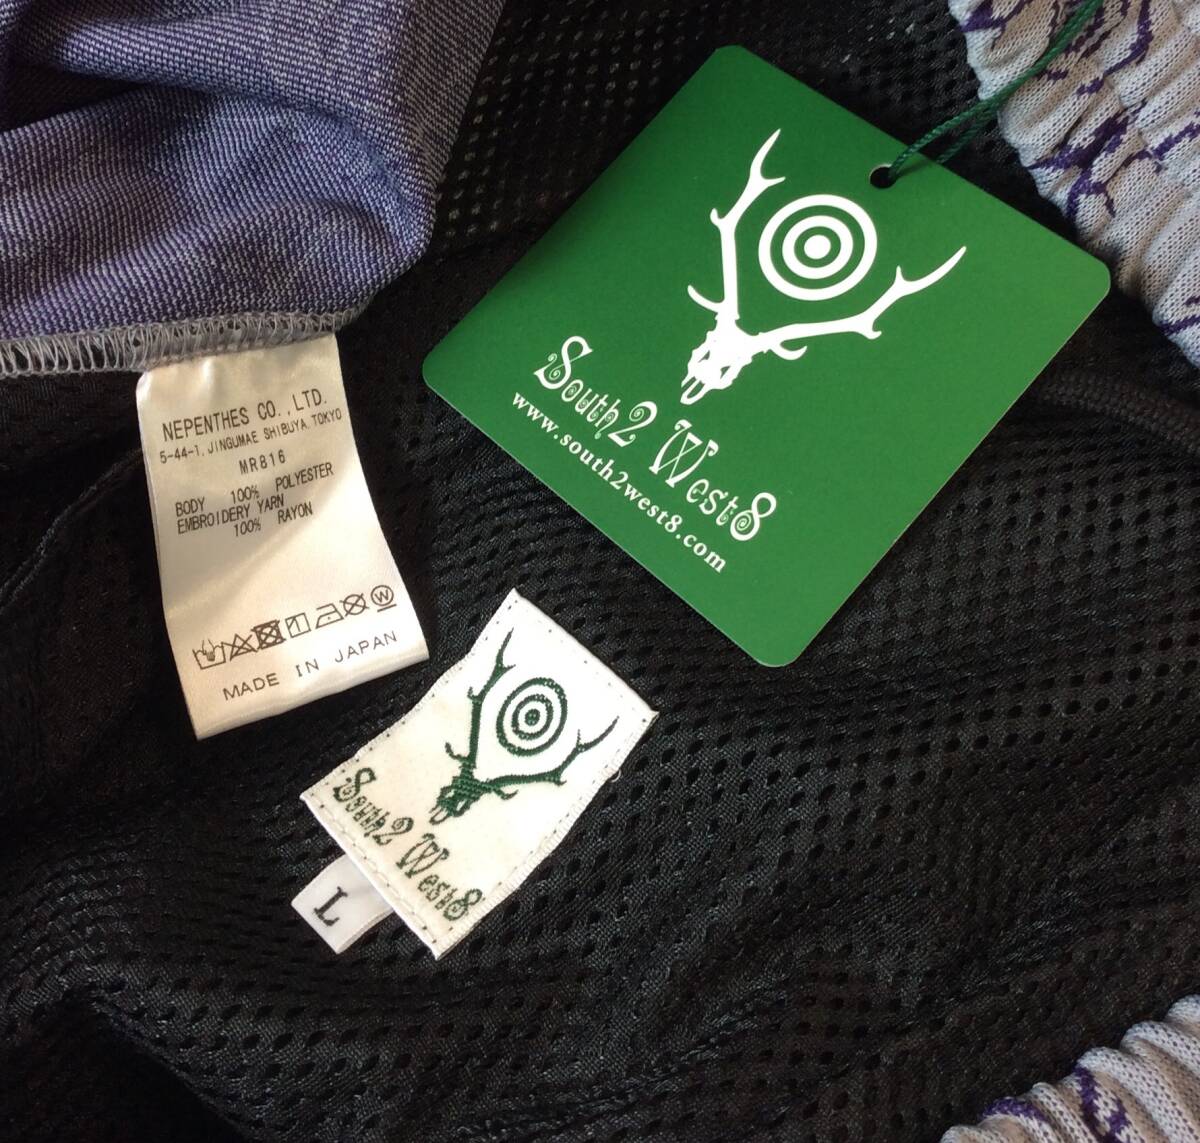 NEPENTHES CO.,LTD.
5-44-1, JINGUMAE SHIBUYA, TOKYO
MR816
BODY 100% POLYESTER
EMBROIDERY YARN
100% RAYON
W
MADE IN JAPAN
South2 West8
www.south2west8.com
South2 West8
L